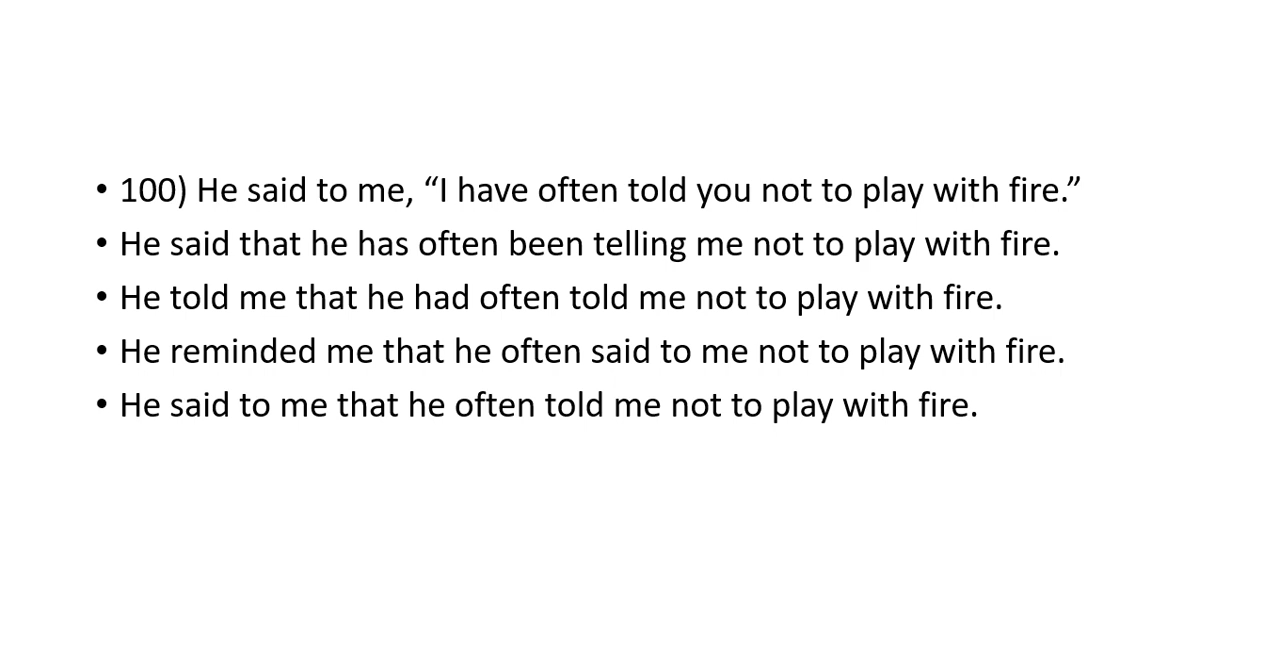 • 100) He said to me, “I have often told you not to play with fire.”
• He said that he has often been telling me not to play with fire.
• He told me that he had often told me not to play with fire.
• He reminded me that he often said to me not to play with fire.
• He said to me that he often told me not to play with fire.